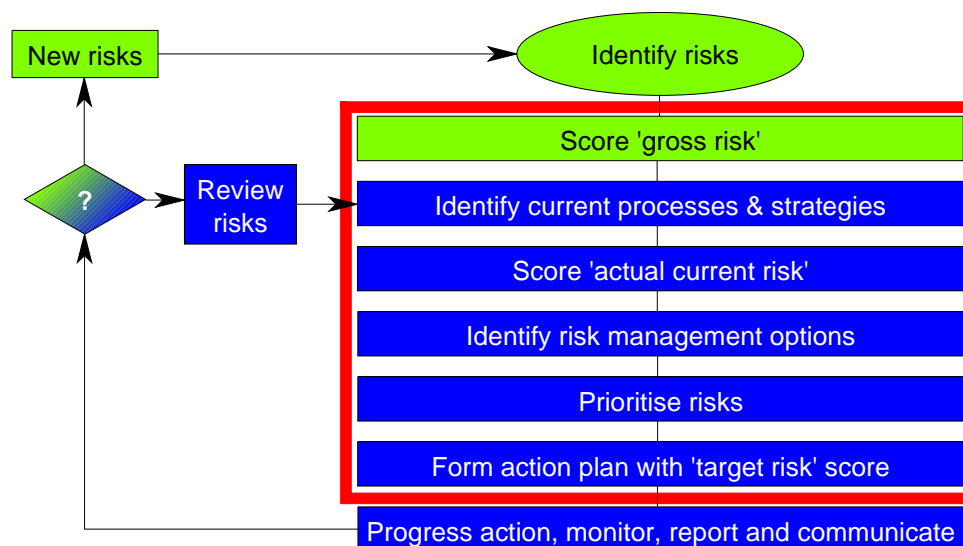 New risks
Identify risks
Score 'gross risk'
?
Review
risks
Identify current processes & strategies
Score 'actual current risk'
Identify risk management options
Prioritise risks
Form action plan with 'target risk' score
Progress action, monitor, report and communicate